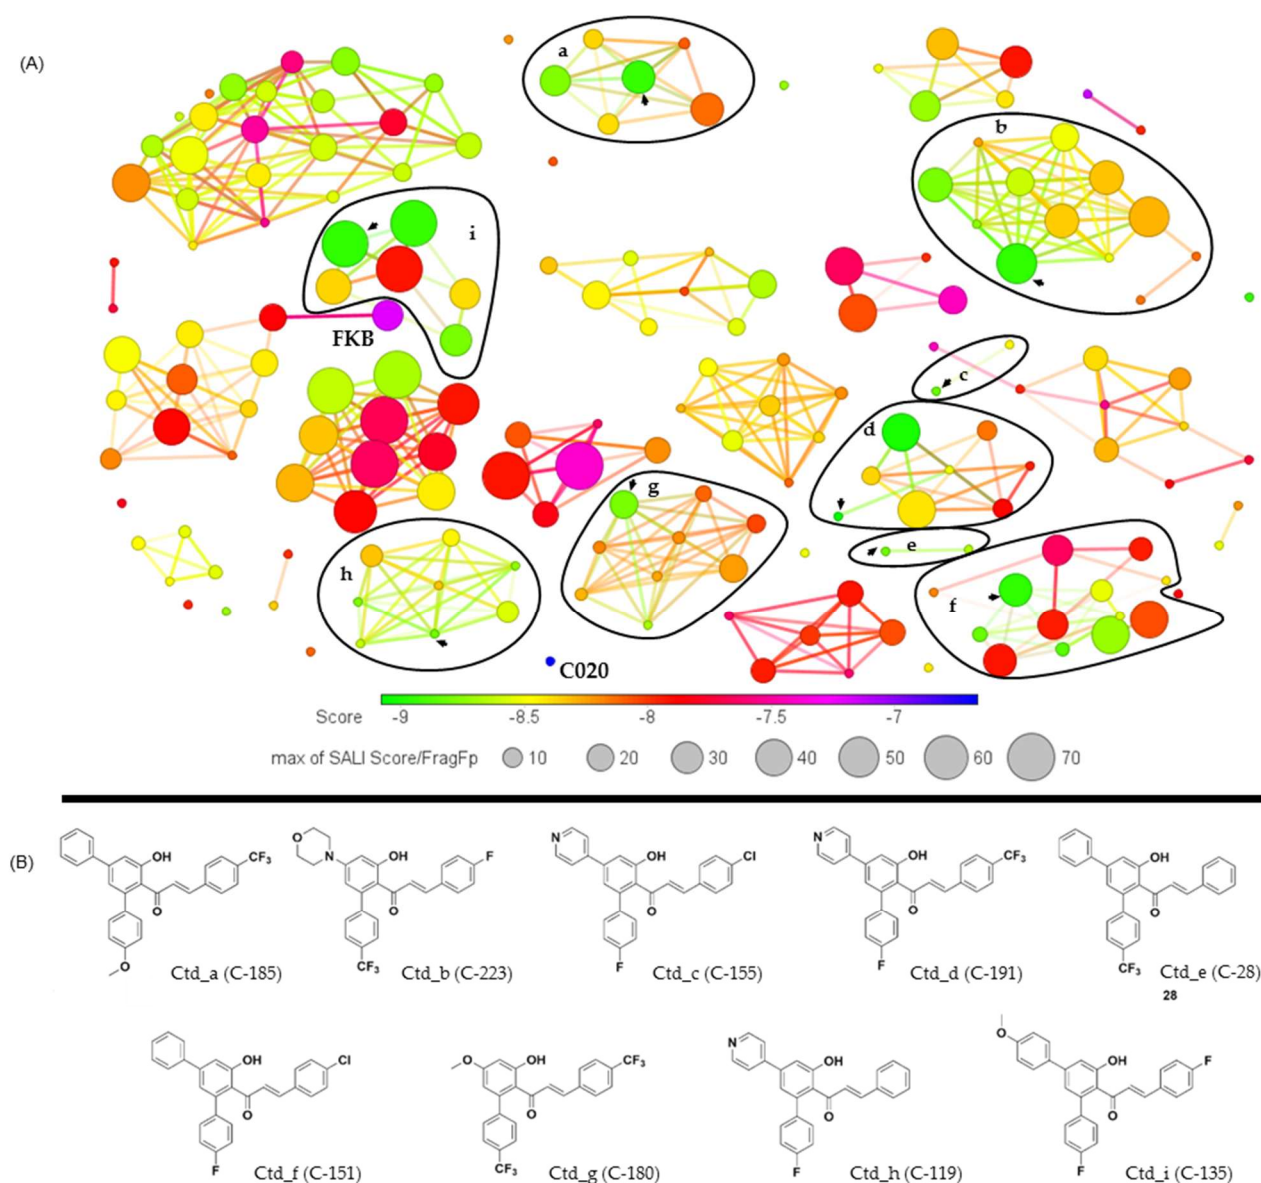 (A)
a
b
i
FKB
c
d
g
h
e
f
C020
Score -9 -8.5 -8 -7.5 -7
max of SALI Score/FragFp 10 20 30 40 50 60 70
(B)
OH CF3 O O
Ctd_a (C-185)
O N OH F O CF3
Ctd_b (C-223)
N OH Cl O F
Ctd_c (C-155)
N OH CF3 O F
Ctd_d (C-191)
OH O CF3
Ctd_e (C-28)
28
OH Cl O F
Ctd_f (C-151)
O OH CF3 O CF3
Ctd_g (C-180)
N OH O F
Ctd_h (C-119)
O OH F O F
Ctd_i (C-135)